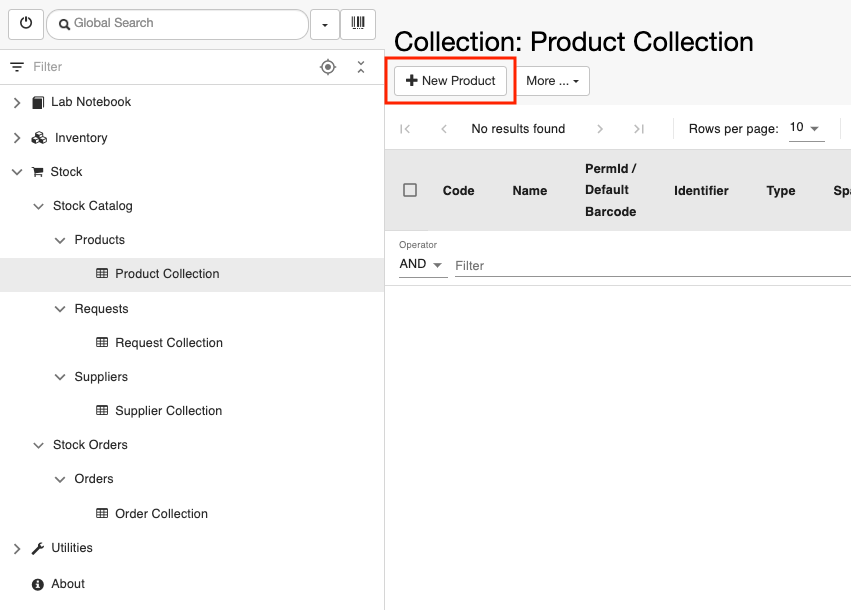 Global Search
Filter
Lab Notebook
Inventory
Stock
Stock Catalog
Products
Product Collection
Requests
Request Collection
Suppliers
Supplier Collection
Stock Orders
Orders
Order Collection
Utilities
About
Collection: Product Collection
New Product
More ...
No results found
Rows per page: 10
Code
Name
PermId /
Default
Barcode
Identifier
Type
Spa
Operator
AND
Filter